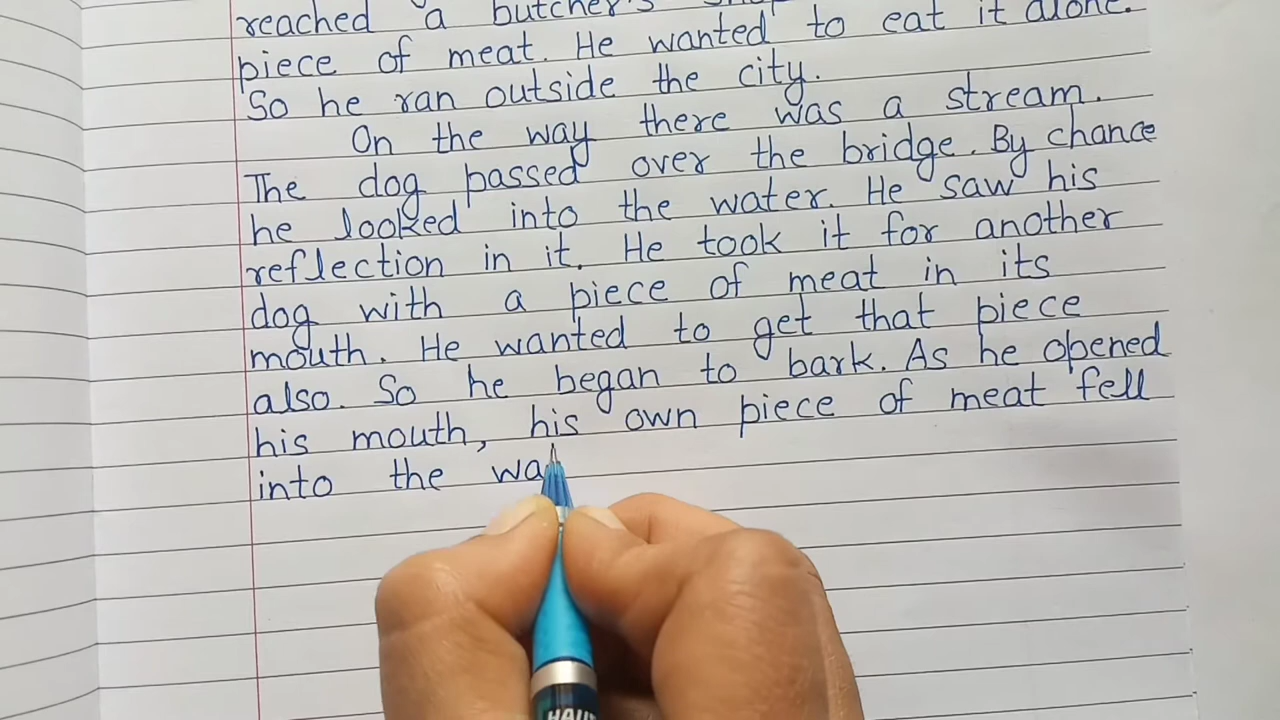 reached a butcher's
piece of meat. He wanted to eat it alone.
So he ran outside the city.
On the way there was a stream.
The dog passed over the bridge. By chance
he looked into the water. He saw his
reflection in it. He took it for another
dog with a piece of meat in its
mouth. He wanted to get that piece
also. So he began to bark. As he opened
his mouth, his own piece of meat fell
into the wa